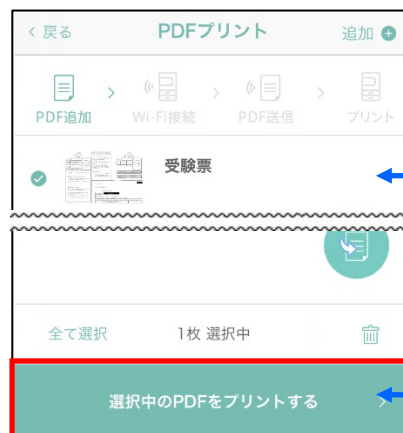 < 戻る PDFプリント 追加
PDF追加 Wi-Fi接続 PDF送信 プリント
受験票
全て選択 1枚 選択中
選択中のPDFをプリントする >